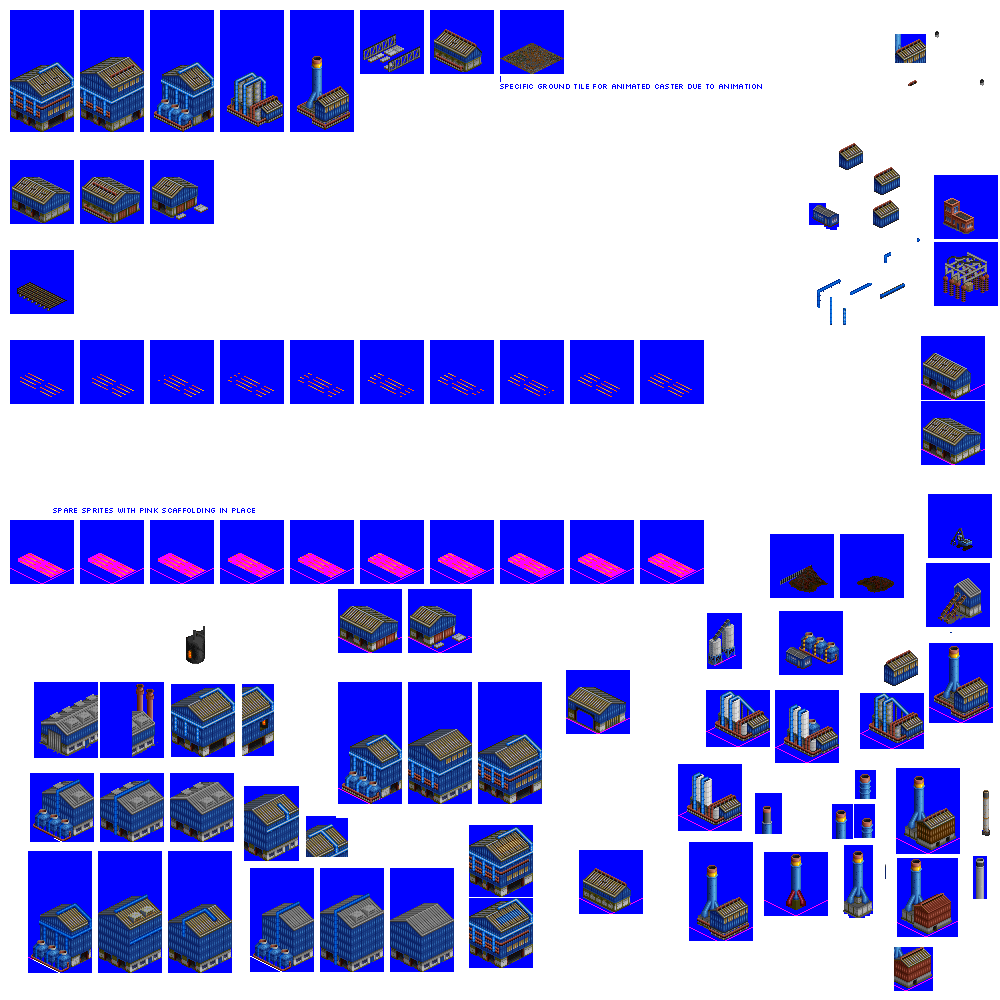 SPECIFIC GROUND TILE FOR ANIMATED CASTER DUE TO ANIMATION
SPARE SPRITES WITH PINK SCAFFOLDING IN PLACE